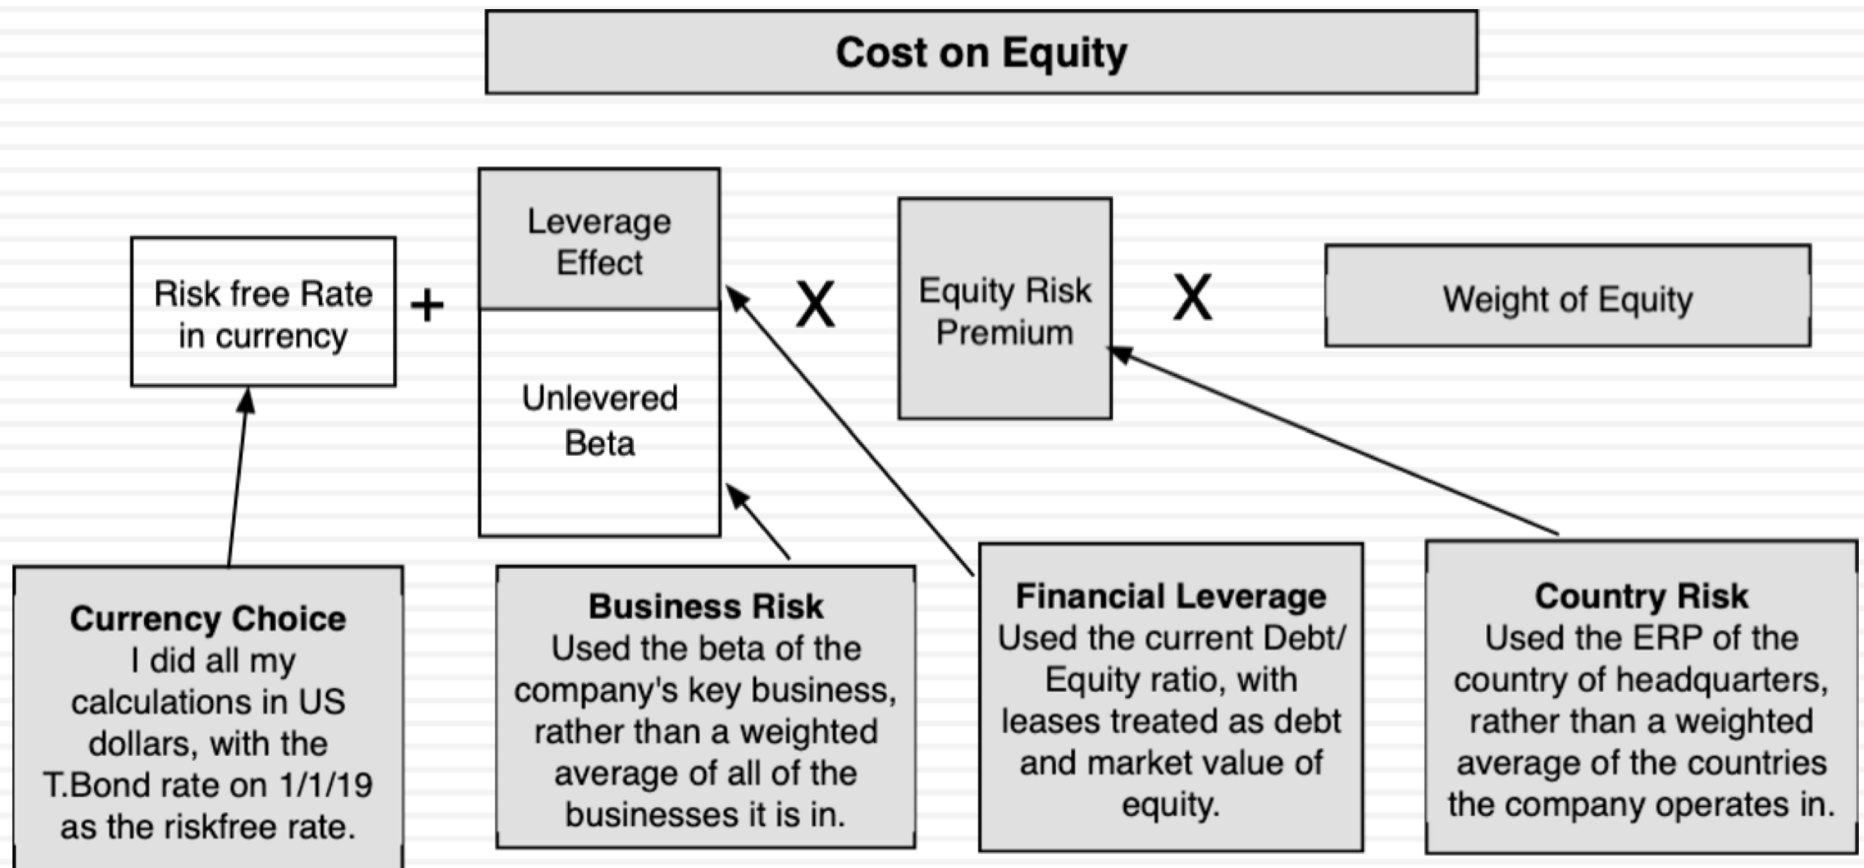 Cost on Equity
Risk free Rate
in currency
+
Leverage
Effect
Unlevered
Beta
X
Equity Risk
Premium
X
Weight of Equity
Currency Choice
I did all my
calculations in US
dollars, with the
T.Bond rate on 1/1/19
as the riskfree rate.
Business Risk
Used the beta of the
company's key business,
rather than a weighted
average of all of the
businesses it is in.
Financial Leverage
Used the current Debt/
Equity ratio, with
leases treated as debt
and market value of
equity.
Country Risk
Used the ERP of the
country of headquarters,
rather than a weighted
average of the countries
the company operates in.